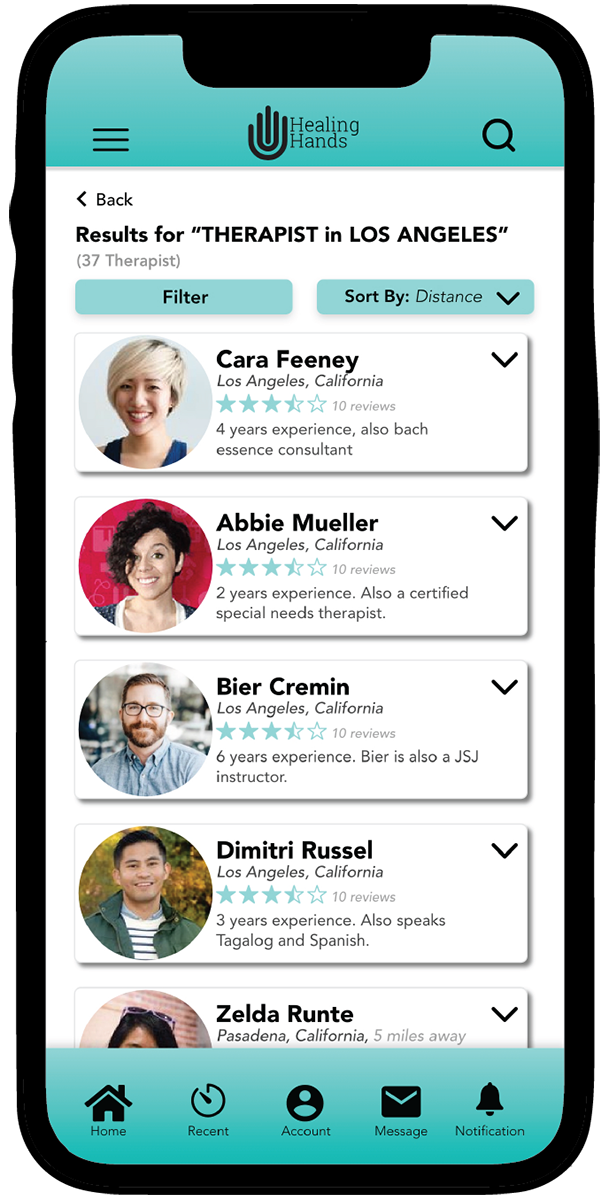 Healing
Hands
Back
Results for “THERAPIST in LOS ANGELES”
(37 Therapist)
Filter
Sort By: Distance
Cara Feeney
Los Angeles, California
10 reviews
4 years experience, also bach
essence consultant
Abbie Mueller
Los Angeles, California
10 reviews
2 years experience. Also a certified
special needs therapist.
Bier Cremin
Los Angeles, California
10 reviews
6 years experience. Bier is also a JSJ
instructor.
Dimitri Russel
Los Angeles, California
10 reviews
3 years experience. Also speaks
Tagalog and Spanish.
Zelda Runte
Pasadena, California, 5 miles away
Home Recent Account Message Notification